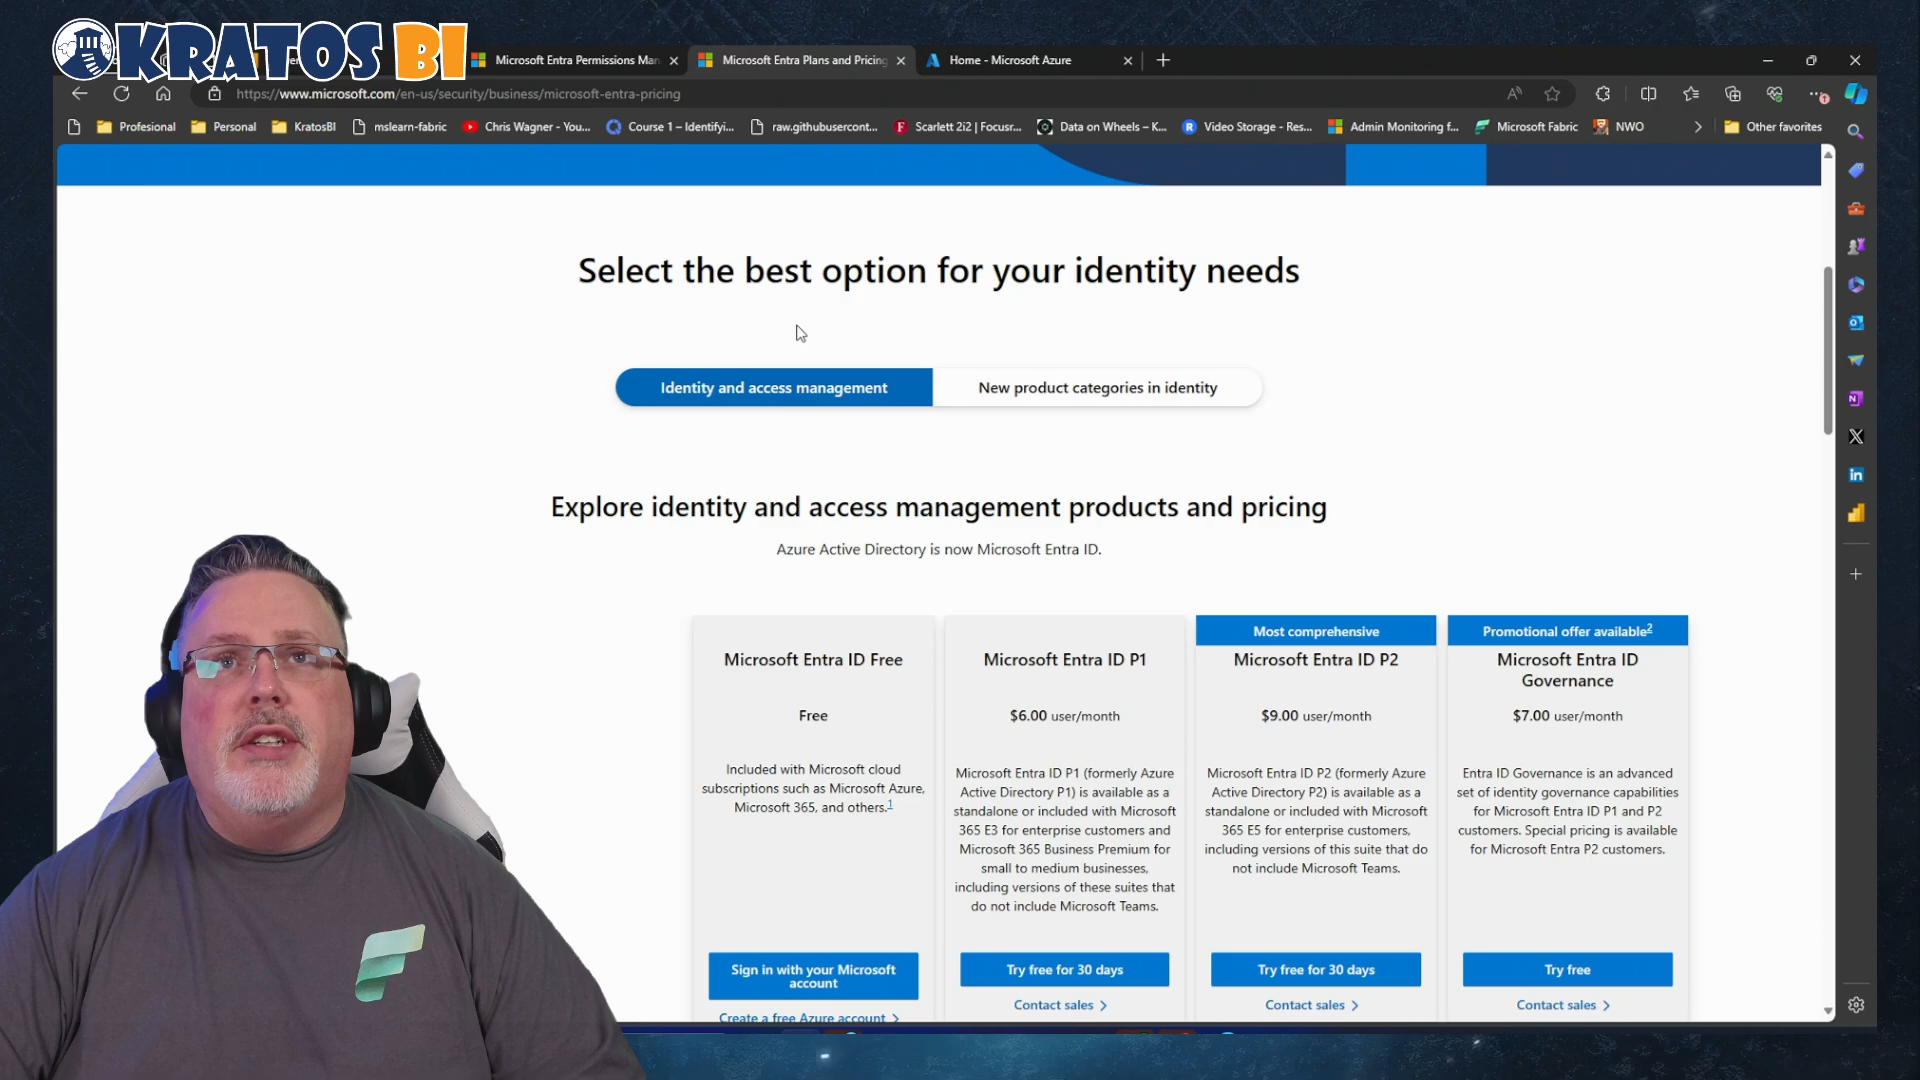 KRATOS BI
Microsoft Entra Permissions Man
Microsoft Entra Plans and Pricing
Home - Microsoft Azure
https://www.microsoft.com/en-us/security/business/microsoft-entra-pricing
Profesional
Personal
KratosBI
mslearn-fabric
Chris Wagner - You...
Course 1 – Identifyi...
raw.githubusercont...
Scarlett 2i2 | Focusr...
Data on Wheels – K...
Video Storage - Res...
Admin Monitoring f...
Microsoft Fabric
NWO
Other favorites
Select the best option for your identity needs
Identity and access management
New product categories in identity
Explore identity and access management products and pricing
Azure Active Directory is now Microsoft Entra ID.
Microsoft Entra ID Free
Free
Included with Microsoft cloud
subscriptions such as Microsoft Azure,
Microsoft 365, and others.1
Sign in with your Microsoft
account
Create a free Azure account
Microsoft Entra ID P1
$6.00 user/month
Microsoft Entra ID P1 (formerly Azure
Active Directory P1) is available as a
standalone or included with Microsoft
365 E3 for enterprise customers and
Microsoft 365 Business Premium for
small to medium businesses,
including versions of these suites that
do not include Microsoft Teams.
Try free for 30 days
Contact sales
Most comprehensive
Microsoft Entra ID P2
$9.00 user/month
Microsoft Entra ID P2 (formerly Azure
Active Directory P2) is available as a
standalone or included with Microsoft
365 E5 for enterprise customers,
including versions of this suite that do
not include Microsoft Teams.
Try free for 30 days
Contact sales
Promotional offer available2
Microsoft Entra ID
Governance
$7.00 user/month
Entra ID Governance is an advanced
set of identity governance capabilities
for Microsoft Entra ID P1 and P2
customers. Special pricing is available
for Microsoft Entra P2 customers.
Try free
Contact sales